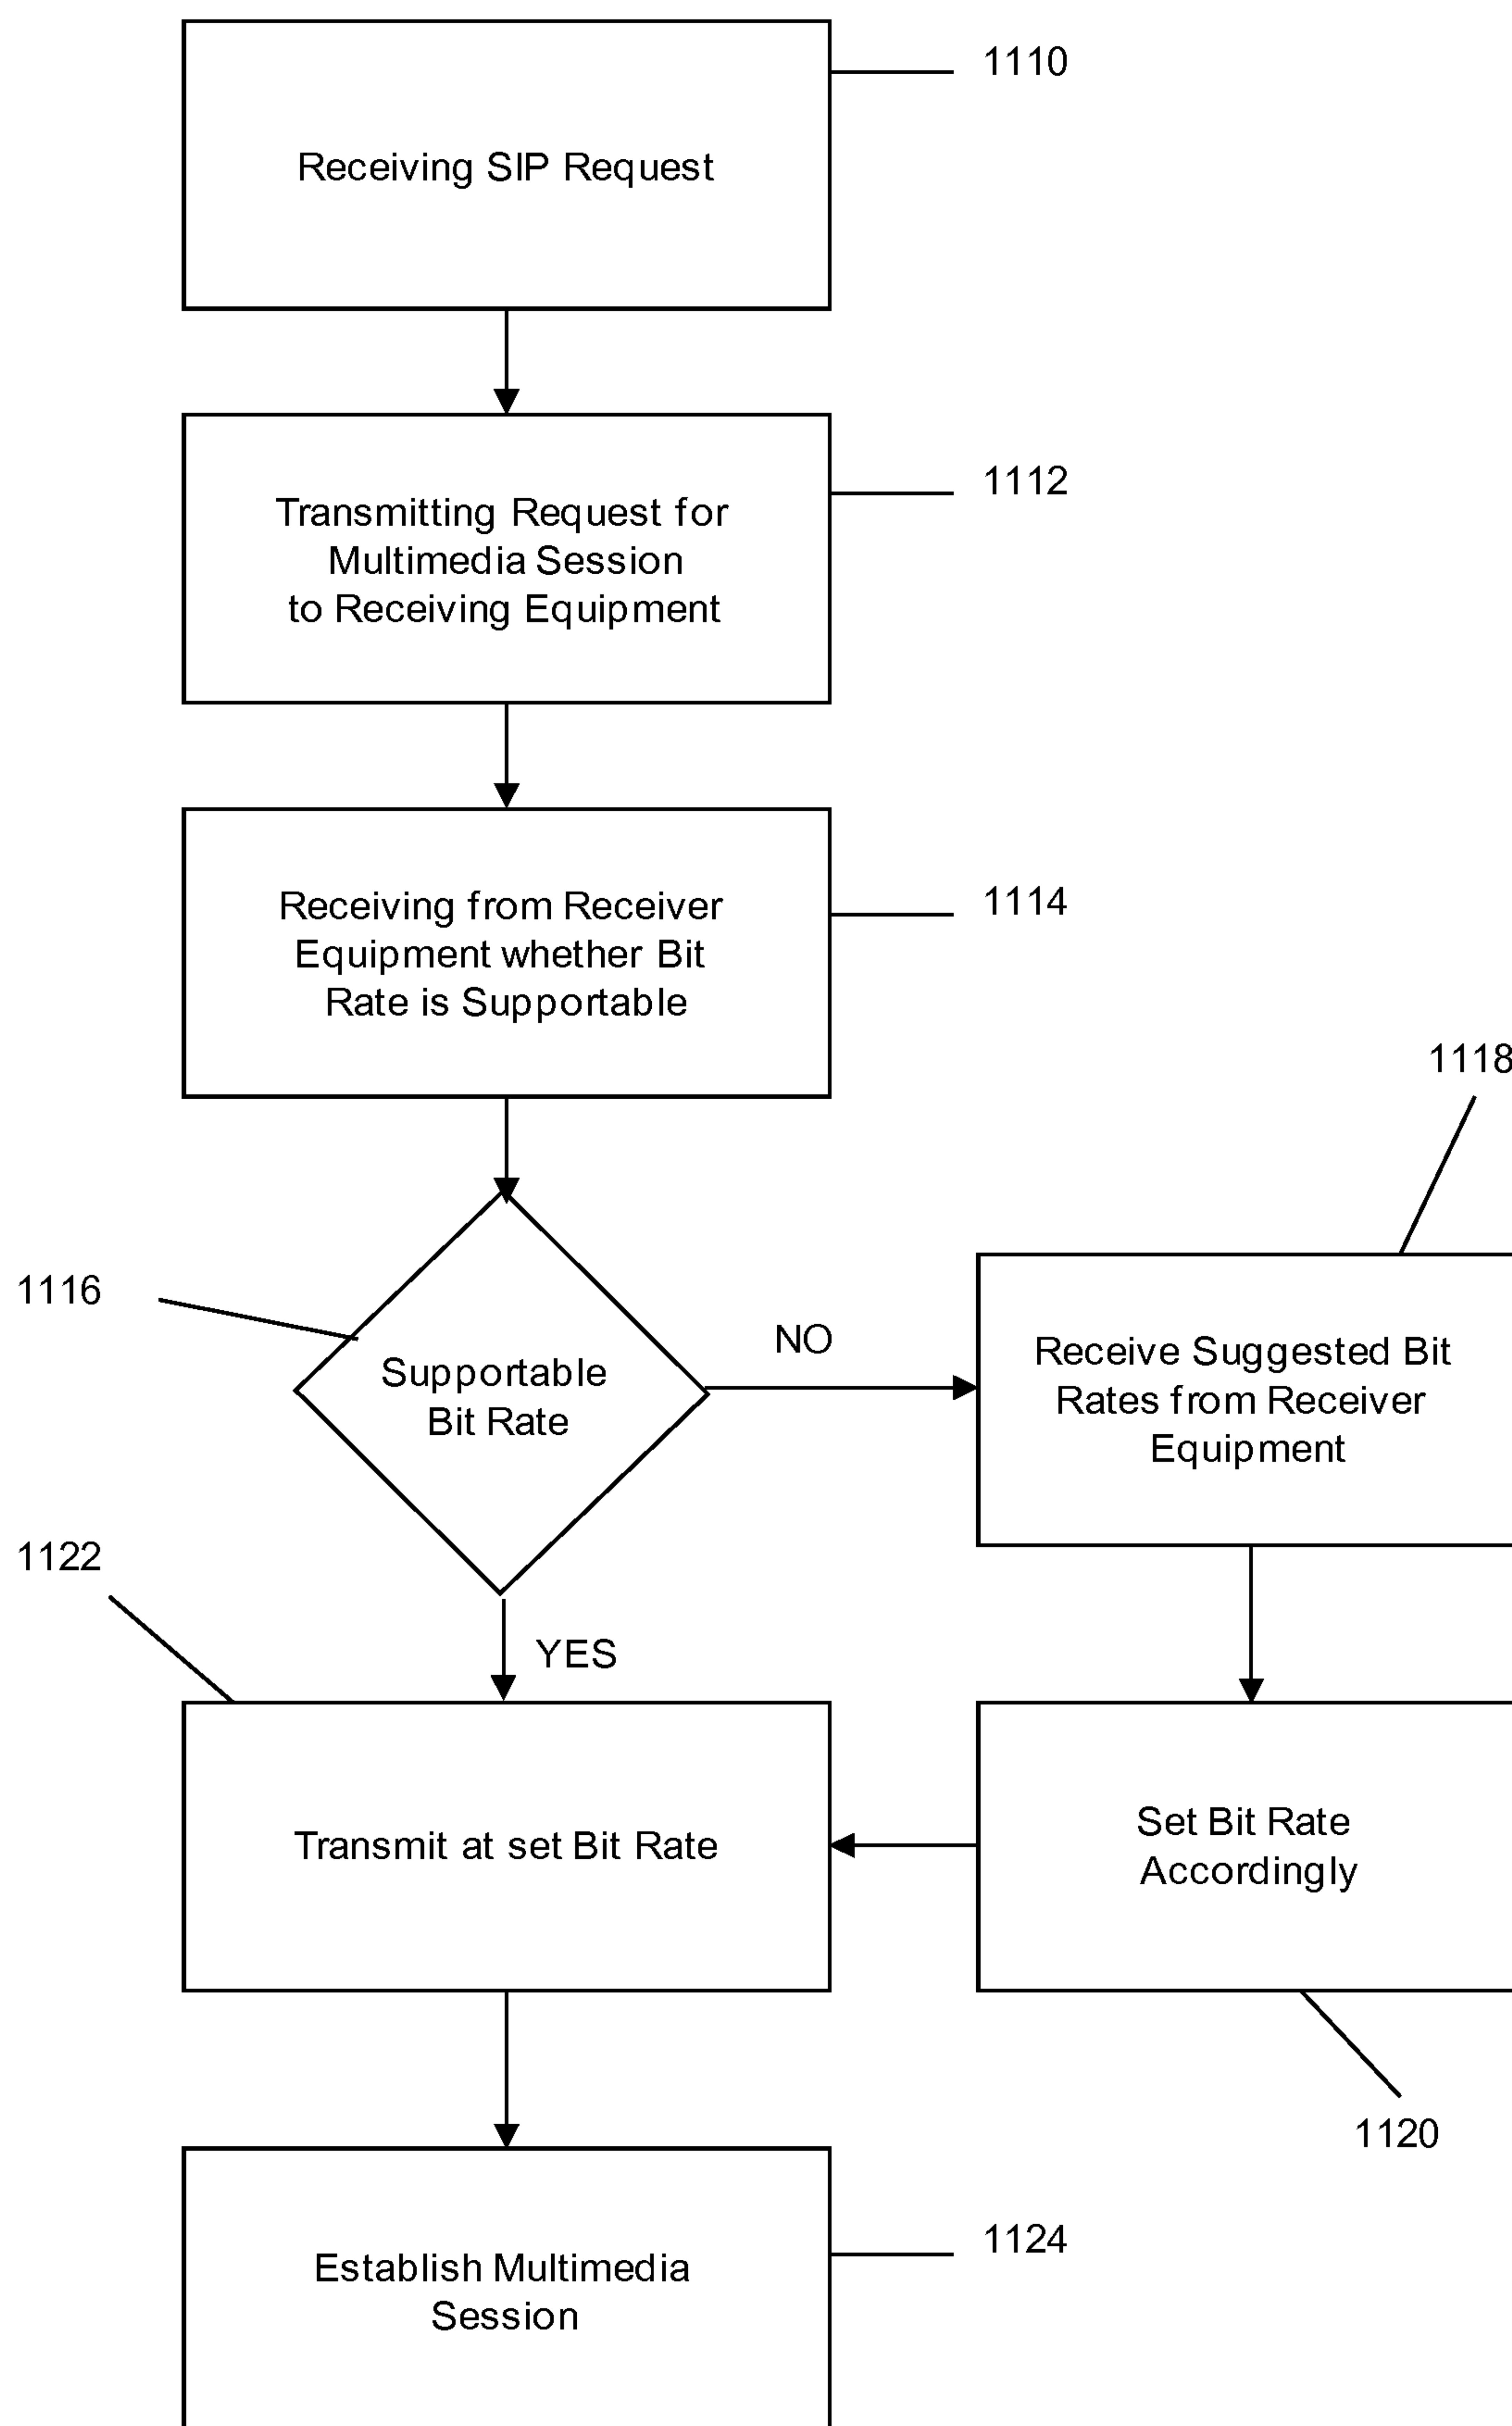 1110
Receiving SIP Request
1112
Transmitting Request for
Multimedia Session
to Receiving Equipment
1114
Receiving from Receiver
Equipment whether Bit
Rate is Supportable
1118
1116
Supportable
Bit Rate
NO
Receive Suggested Bit
Rates from Receiver
Equipment
1122
YES
Transmit at set Bit Rate
Set Bit Rate
Accordingly
1120
1124
Establish Multimedia
Session